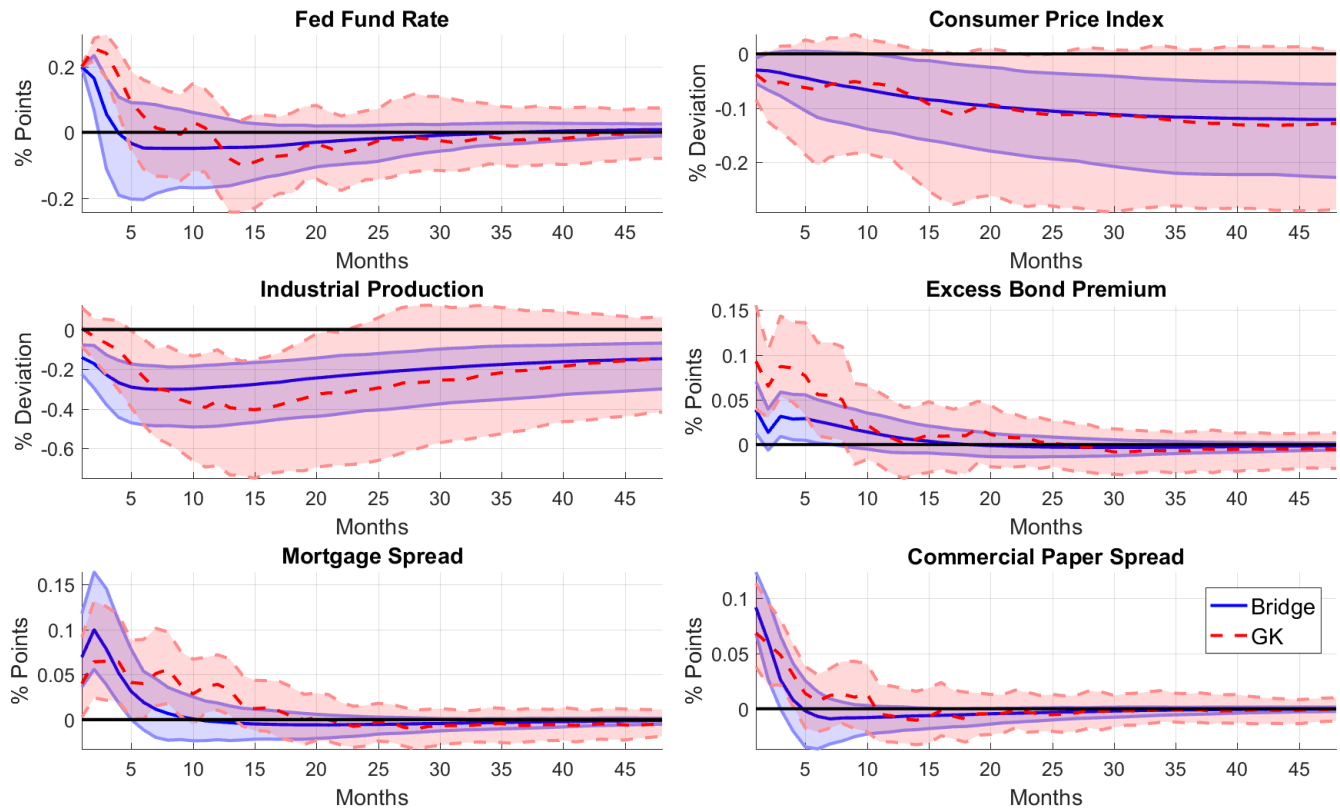 Fed Fund Rate
% Points
0.2
0
-0.2
5 10 15 20 25 30 35 40 45
Months
Consumer Price Index
% Deviation
0
-0.1
-0.2
5 10 15 20 25 30 35 40 45
Months
Industrial Production
% Deviation
0
-0.2
-0.4
-0.6
5 10 15 20 25 30 35 40 45
Months
Excess Bond Premium
% Points
0.15
0.1
0.05
0
5 10 15 20 25 30 35 40 45
Months
Mortgage Spread
% Points
0.15
0.1
0.05
0
5 10 15 20 25 30 35 40 45
Months
Commercial Paper Spread
% Points
0.1
0.05
0
5 10 15 20 25 30 35 40 45
Months
Bridge
GK